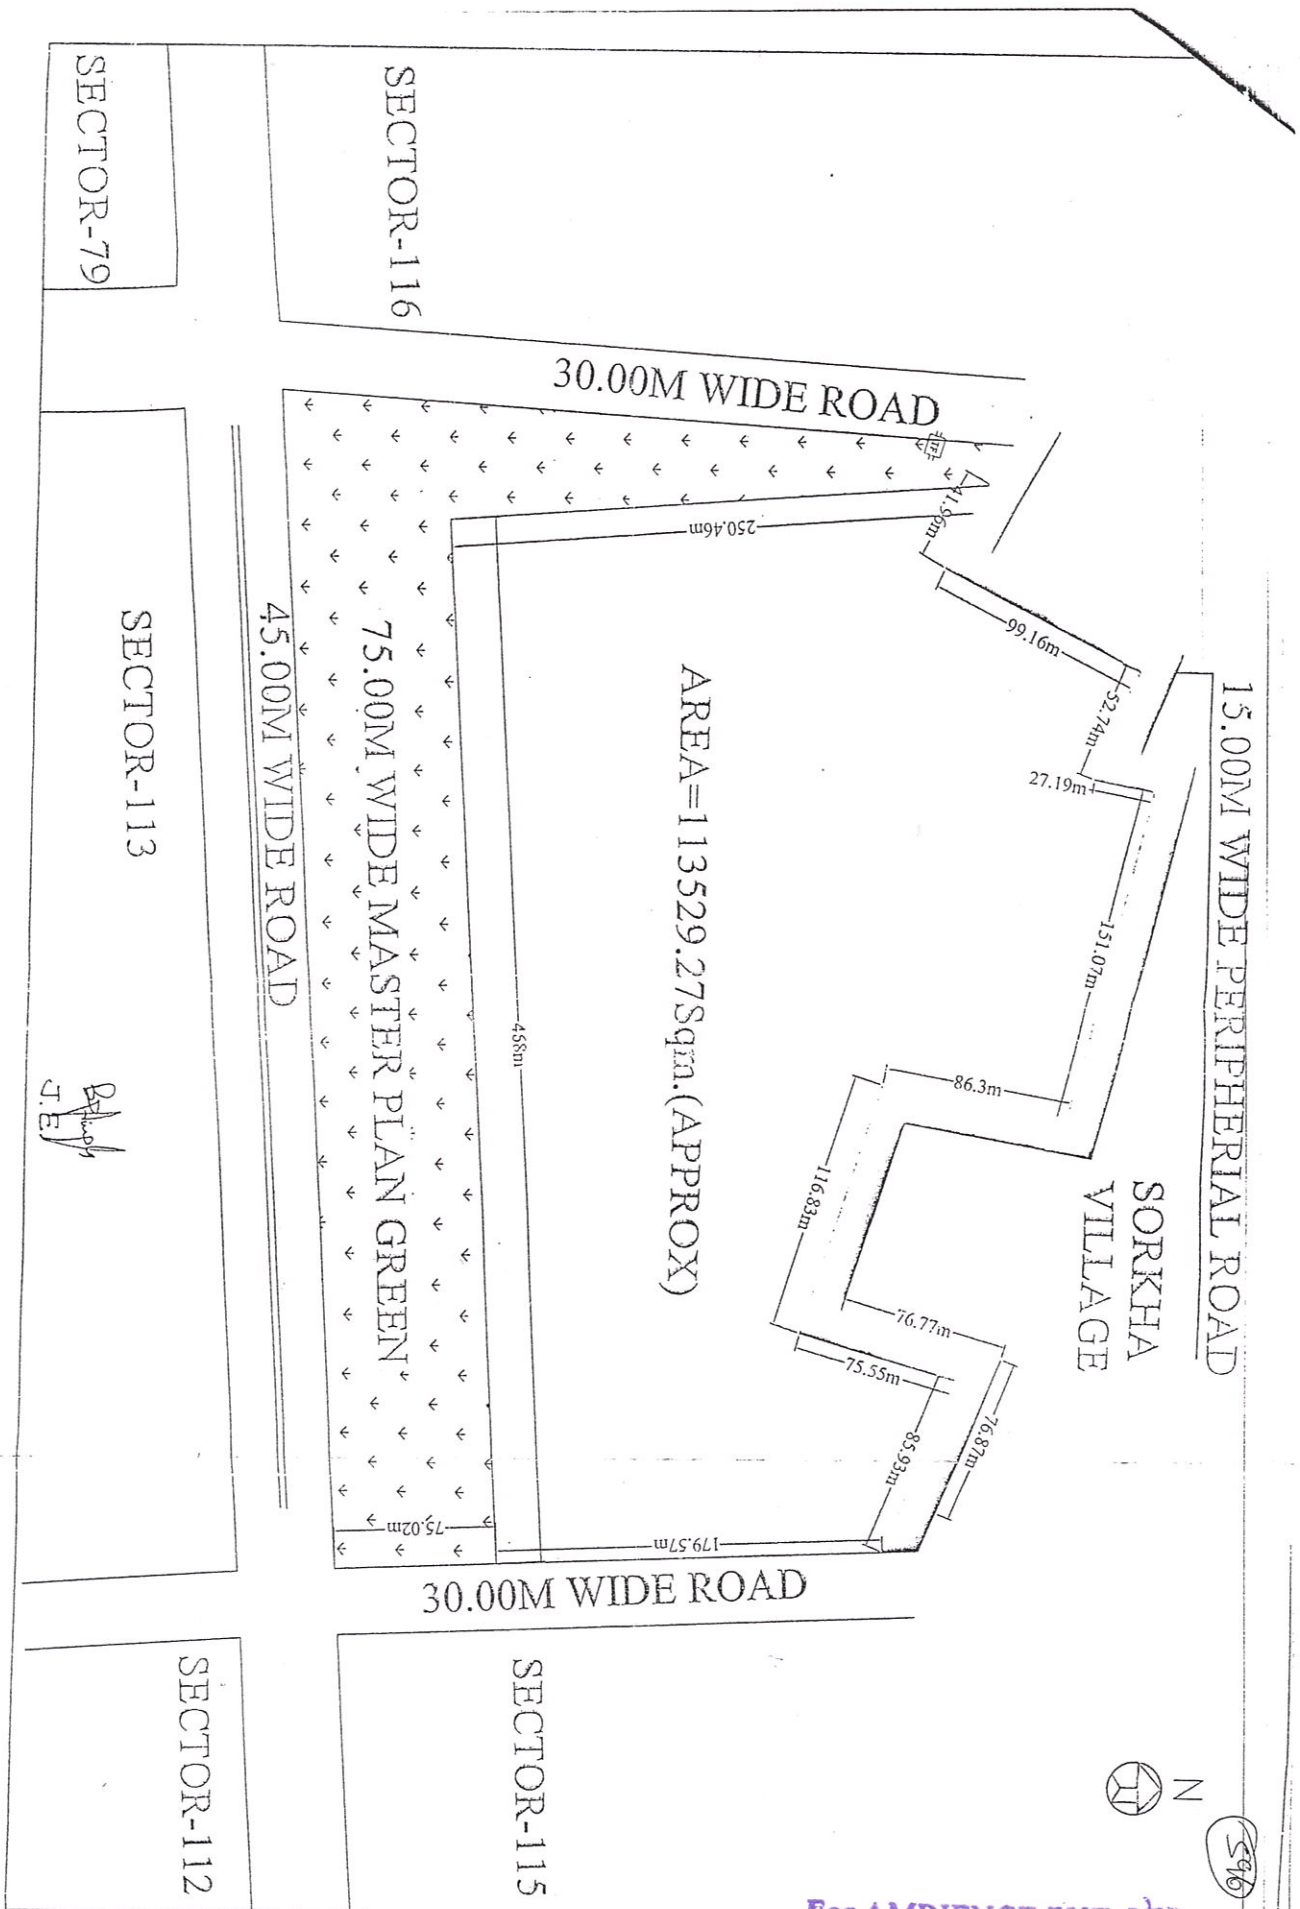 SECTOR-79
SECTOR-116
30.00M WIDE ROAD
TF
41.96m
250.46m
99.16m
52.74m
27.19m
15.00M WIDE PERIPHERIAL ROAD
SECTOR-113
45.00M WIDE ROAD
75.00M WIDE MASTER PLAN GREEN
AREA=113529.27Sqm.(APPROX)
458m
151.07m
86.3m
116.83m
SORKHA
VILLAGE
76.77m
75.55m
76.87m
85.93m
75.02m
179.57m
30.00M WIDE ROAD
J.E.
SECTOR-112
SECTOR-115
N
596